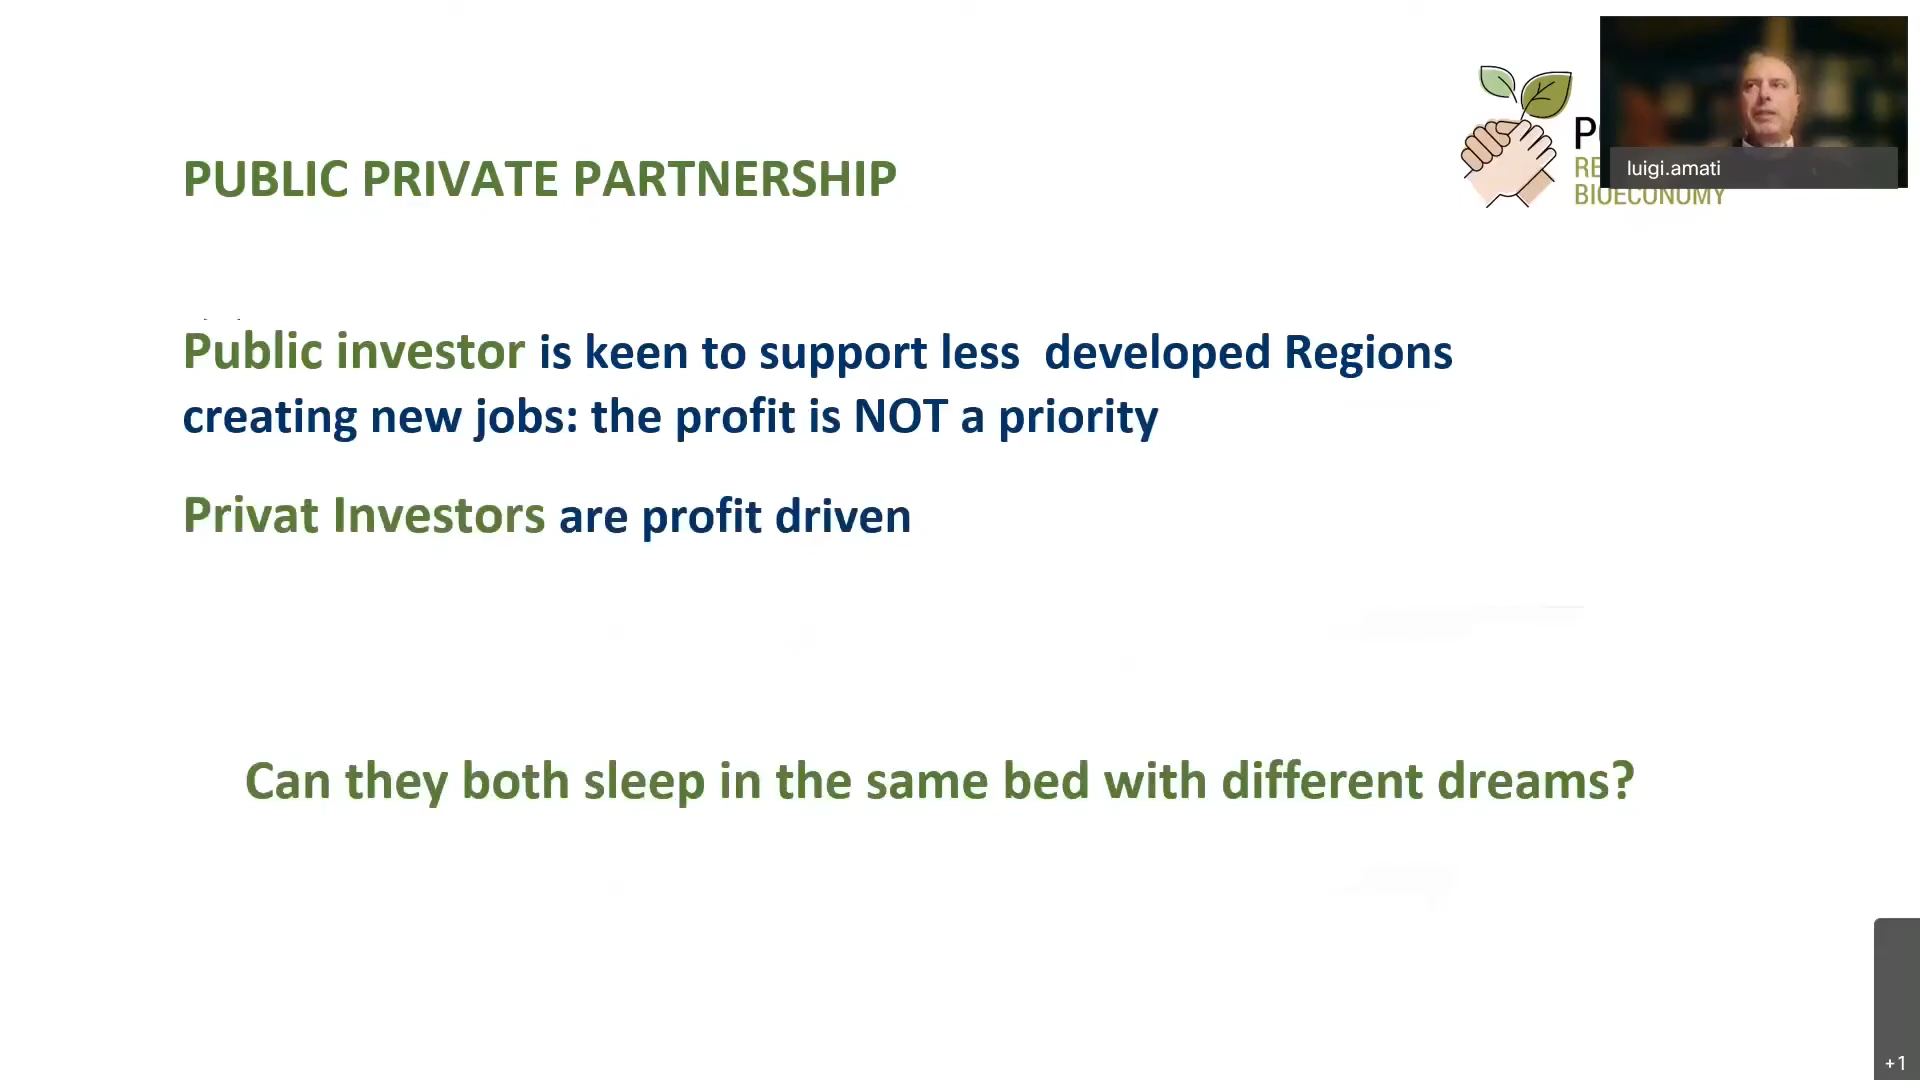 PUBLIC PRIVATE PARTNERSHIP
BIOECONOMY
luigi.amati
Public investor is keen to support less developed Regions
creating new jobs: the profit is NOT a priority
Privat Investors are profit driven
Can they both sleep in the same bed with different dreams?
+1